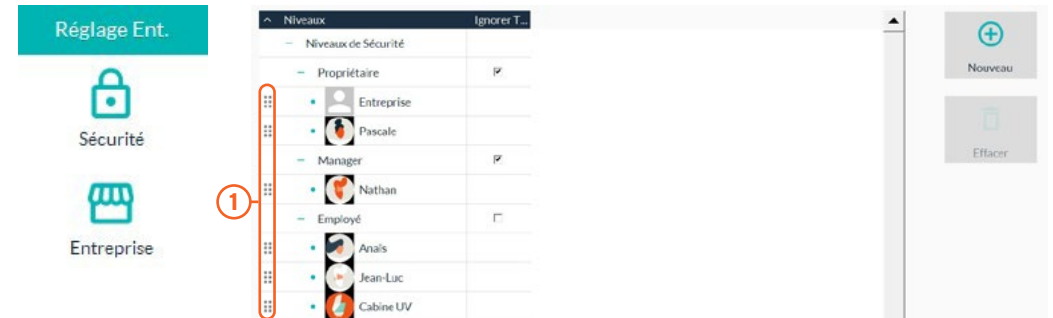 Réglage Ent.
Sécurité
Entreprise
Niveaux Ignorer T...
Niveaux de Sécurité
Propriétaire
Entreprise
Pascale
Manager
Nathan
Employé
Anaïs
Jean-Luc
Cabine UV
1
Nouveau
Effacer